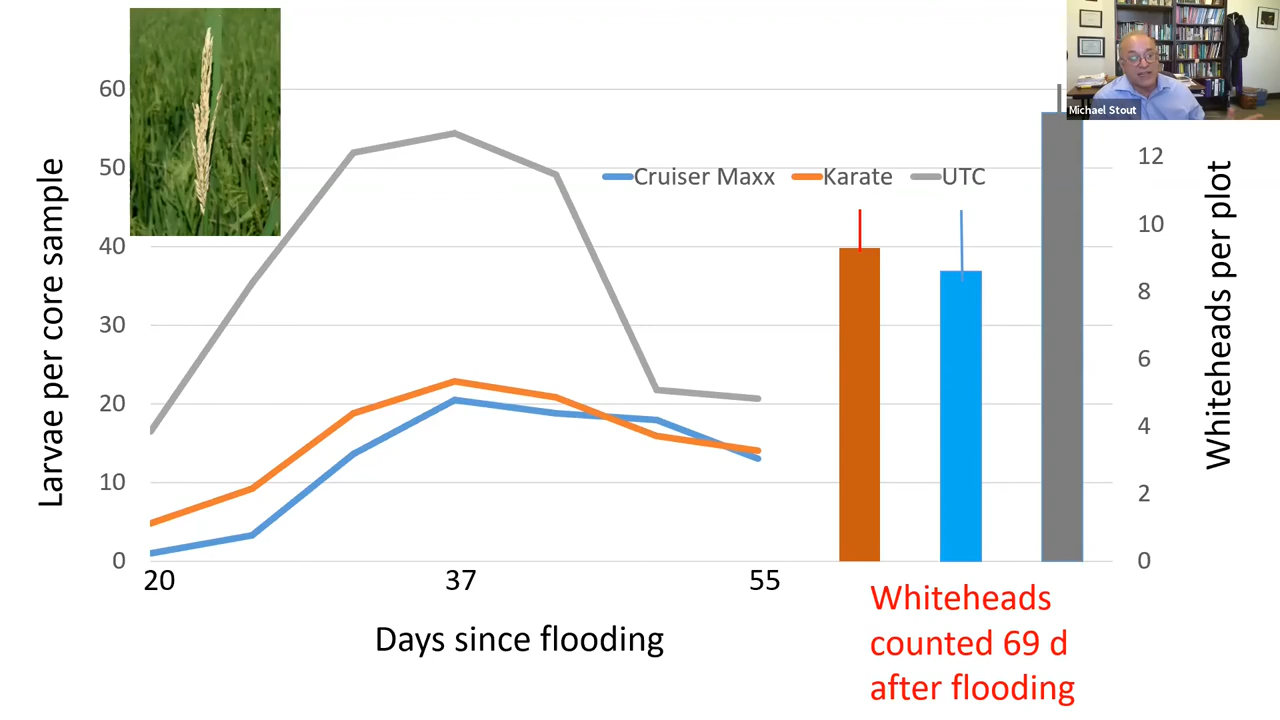 Michael Stout
Larvae per core sample
60
50
40
30
20
10
0
Cruiser Maxx Karate UTC
12
10
8
6
4
2
0
Whiteheads per plot
20 37 55
Days since flooding
Whiteheads
counted 69 d
after flooding